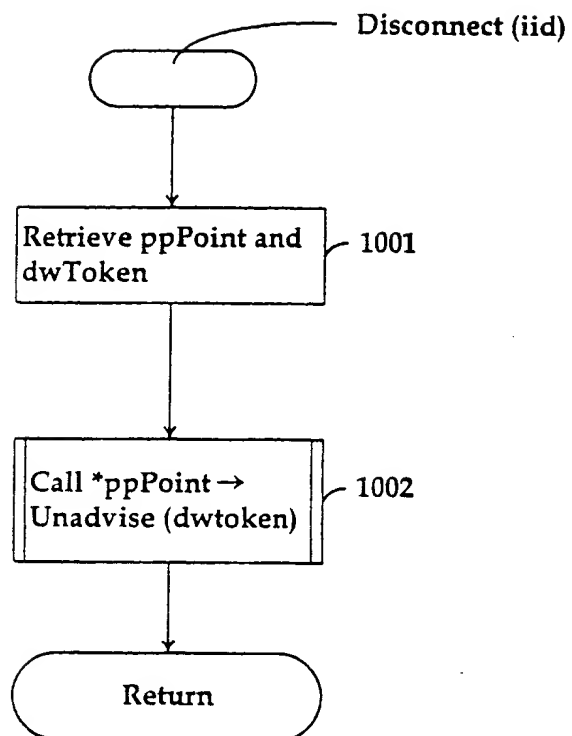 Disconnect (iid)
Retrieve ppPoint and
dwToken
1001
Call *ppPoint →
Unadvise (dwtoken)
1002
Return